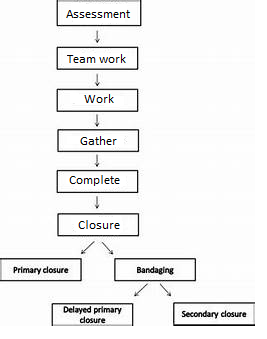 Assessment
Team work
Work
Gather
Complete
Closure
Primary closure
Bandaging
Delayed primary
closure
Secondary closure